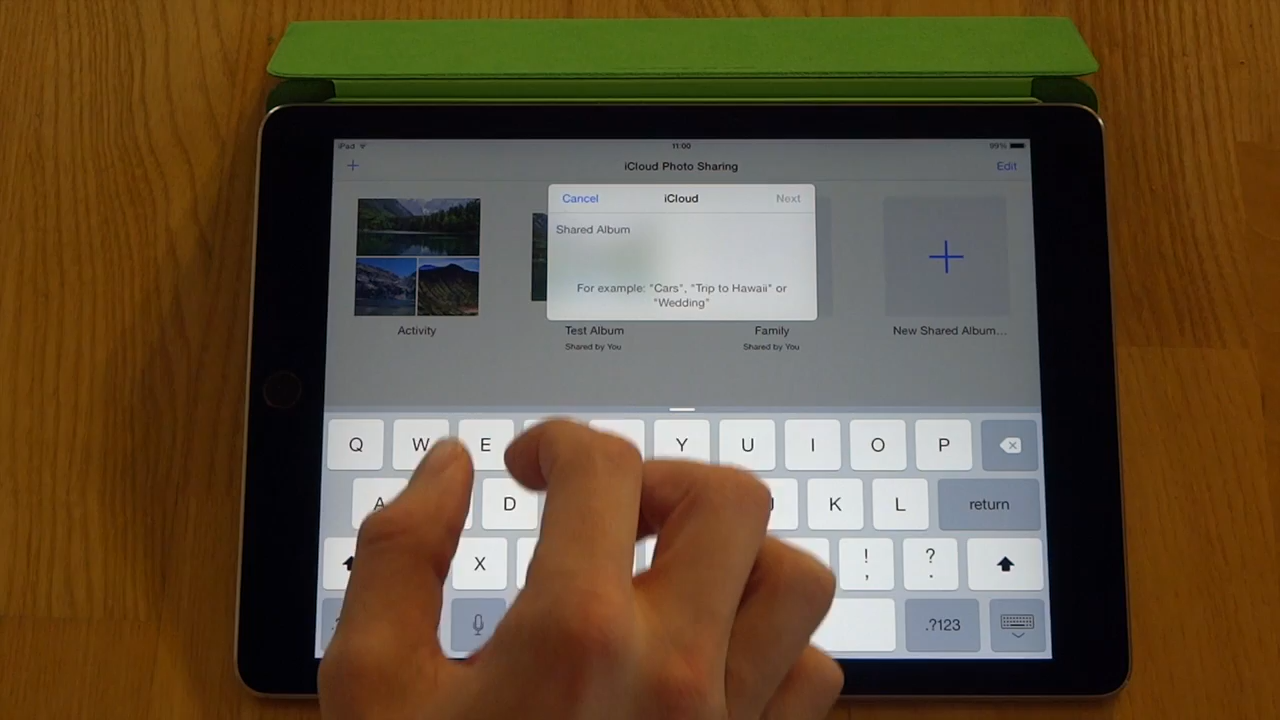 iPad 11:00 99%
iCloud Photo Sharing Edit
Cancel iCloud Next
Shared Album
For example: "Cars", "Trip to Hawaii" or
"Wedding"
Activity Test Album Family New Shared Album...
Shared by You Shared by You
Q W E Y U I O P
A D K L return
X ! , ? .
.?123